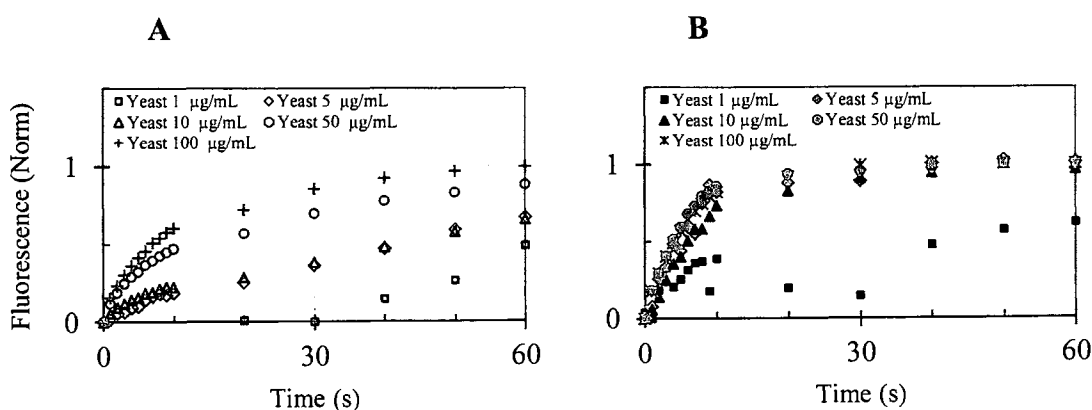 A
B
Fluorescence (Norm)
1
0
Yeast 1 µg/mL
Yeast 5 µg/mL
Yeast 10 µg/mL
Yeast 50 µg/mL
Yeast 100 µg/mL
0
30
60
Time (s)
1
0
Yeast 1 µg/mL
Yeast 5 µg/mL
Yeast 10 µg/mL
Yeast 50 µg/mL
Yeast 100 µg/mL
0
30
60
Time (s)